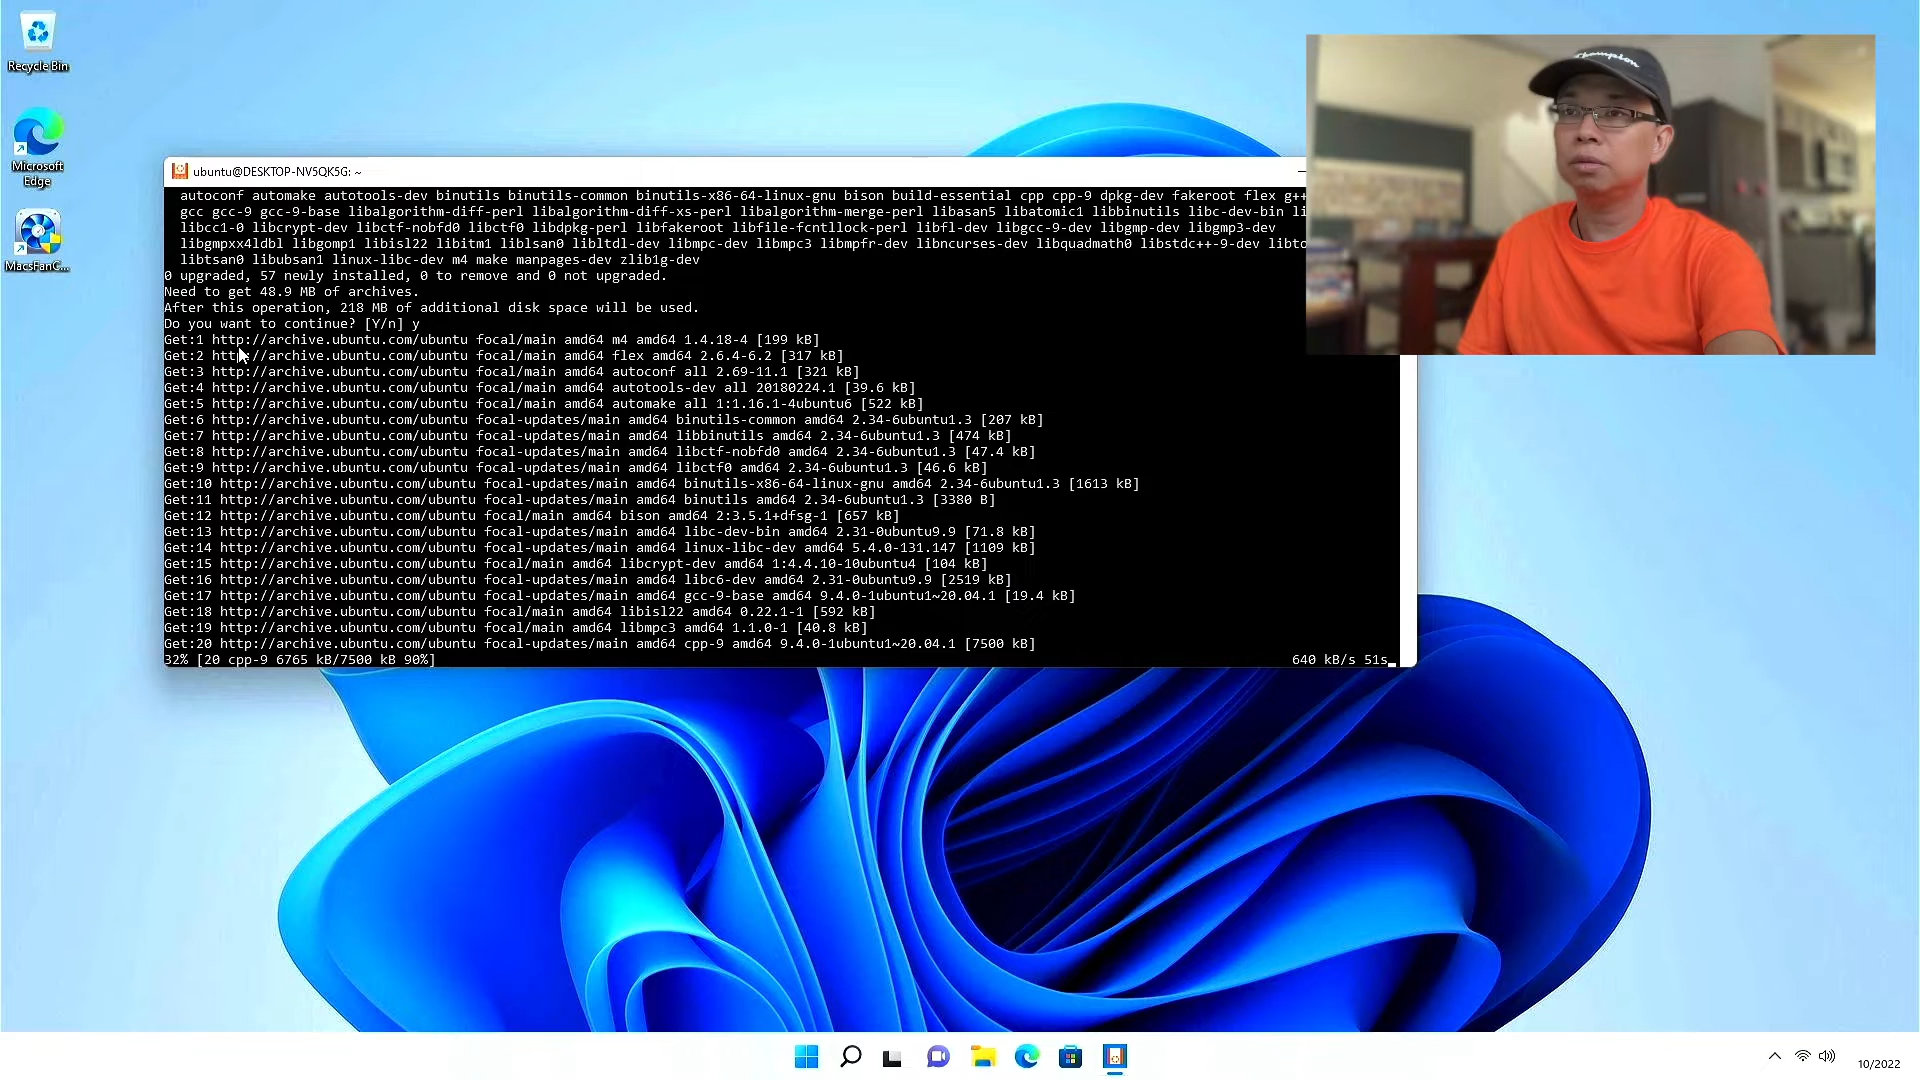 Recycle Bin
Microsoft
Edge
MacsFanC...
Champion
ubuntu@DESKTOP-NV5QK5G: ~
autoconf automake autotools-dev binutils binutils-common binutils-x86-64-linux-gnu bison build-essential cpp cpp-9 dpkg-dev fakeroot flex g++
gcc gcc-9 gcc-9-base libalgorithm-diff-perl libalgorithm-diff-xs-perl libalgorithm-merge-perl libasan5 libatomic1 libbinutils libc-dev-bin li
libcc1-0 libcrypt-dev libctf-nobfd0 libctf0 libdpkg-perl libfakeroot libfile-fcntllock-perl libfl-dev libgcc-9-dev libgmp-dev libgmp3-dev
libgmpxx4ldbl libgomp1 libisl22 libitm1 liblsan0 libltdl-dev libmpc-dev libmpc3 libmpfr-dev libncurses-dev libquadmath0 libstdc++-9-dev libto
libtsan0 libubsan1 linux-libc-dev m4 make manpages-dev zlib1g-dev
0 upgraded, 57 newly installed, 0 to remove and 0 not upgraded.
Need to get 48.9 MB of archives.
After this operation, 218 MB of additional disk space will be used.
Do you want to continue? [Y/n] y
Get:1 http://archive.ubuntu.com/ubuntu focal/main amd64 m4 amd64 1.4.18-4 [199 kB]
Get:2 http://archive.ubuntu.com/ubuntu focal/main amd64 flex amd64 2.6.4-6.2 [317 kB]
Get:3 http://archive.ubuntu.com/ubuntu focal/main amd64 autoconf all 2.69-11.1 [321 kB]
Get:4 http://archive.ubuntu.com/ubuntu focal/main amd64 autotools-dev all 20180224.1 [39.6 kB]
Get:5 http://archive.ubuntu.com/ubuntu focal/main amd64 automake all 1:1.16.1-4ubuntu6 [522 kB]
Get:6 http://archive.ubuntu.com/ubuntu focal-updates/main amd64 binutils-common amd64 2.34-6ubuntu1.3 [207 kB]
Get:7 http://archive.ubuntu.com/ubuntu focal-updates/main amd64 libbinutils amd64 2.34-6ubuntu1.3 [474 kB]
Get:8 http://archive.ubuntu.com/ubuntu focal-updates/main amd64 libctf-nobfd0 amd64 2.34-6ubuntu1.3 [47.4 kB]
Get:9 http://archive.ubuntu.com/ubuntu focal-updates/main amd64 libctf0 amd64 2.34-6ubuntu1.3 [46.6 kB]
Get:10 http://archive.ubuntu.com/ubuntu focal-updates/main amd64 binutils-x86-64-linux-gnu amd64 2.34-6ubuntu1.3 [1613 kB]
Get:11 http://archive.ubuntu.com/ubuntu focal-updates/main amd64 binutils amd64 2.34-6ubuntu1.3 [3380 B]
Get:12 http://archive.ubuntu.com/ubuntu focal/main amd64 bison amd64 2:3.5.1+dfsg-1 [657 kB]
Get:13 http://archive.ubuntu.com/ubuntu focal-updates/main amd64 libc-dev-bin amd64 2.31-0ubuntu9.9 [71.8 kB]
Get:14 http://archive.ubuntu.com/ubuntu focal-updates/main amd64 linux-libc-dev amd64 5.4.0-131.147 [1109 kB]
Get:15 http://archive.ubuntu.com/ubuntu focal/main amd64 libcrypt-dev amd64 1:4.4.10-10ubuntu4 [104 kB]
Get:16 http://archive.ubuntu.com/ubuntu focal-updates/main amd64 libc6-dev amd64 2.31-0ubuntu9.9 [2519 kB]
Get:17 http://archive.ubuntu.com/ubuntu focal-updates/main amd64 gcc-9-base amd64 9.4.0-1ubuntu1~20.04.1 [19.4 kB]
Get:18 http://archive.ubuntu.com/ubuntu focal/main amd64 libisl22 amd64 0.22.1-1 [592 kB]
Get:19 http://archive.ubuntu.com/ubuntu focal/main amd64 libmpc3 amd64 1.1.0-1 [40.8 kB]
Get:20 http://archive.ubuntu.com/ubuntu focal-updates/main amd64 cpp-9 amd64 9.4.0-1ubuntu1~20.04.1 [7500 kB]
32% [20 cpp-9 6765 kB/7500 kB 90%] 640 kB/s 51s
10/2022